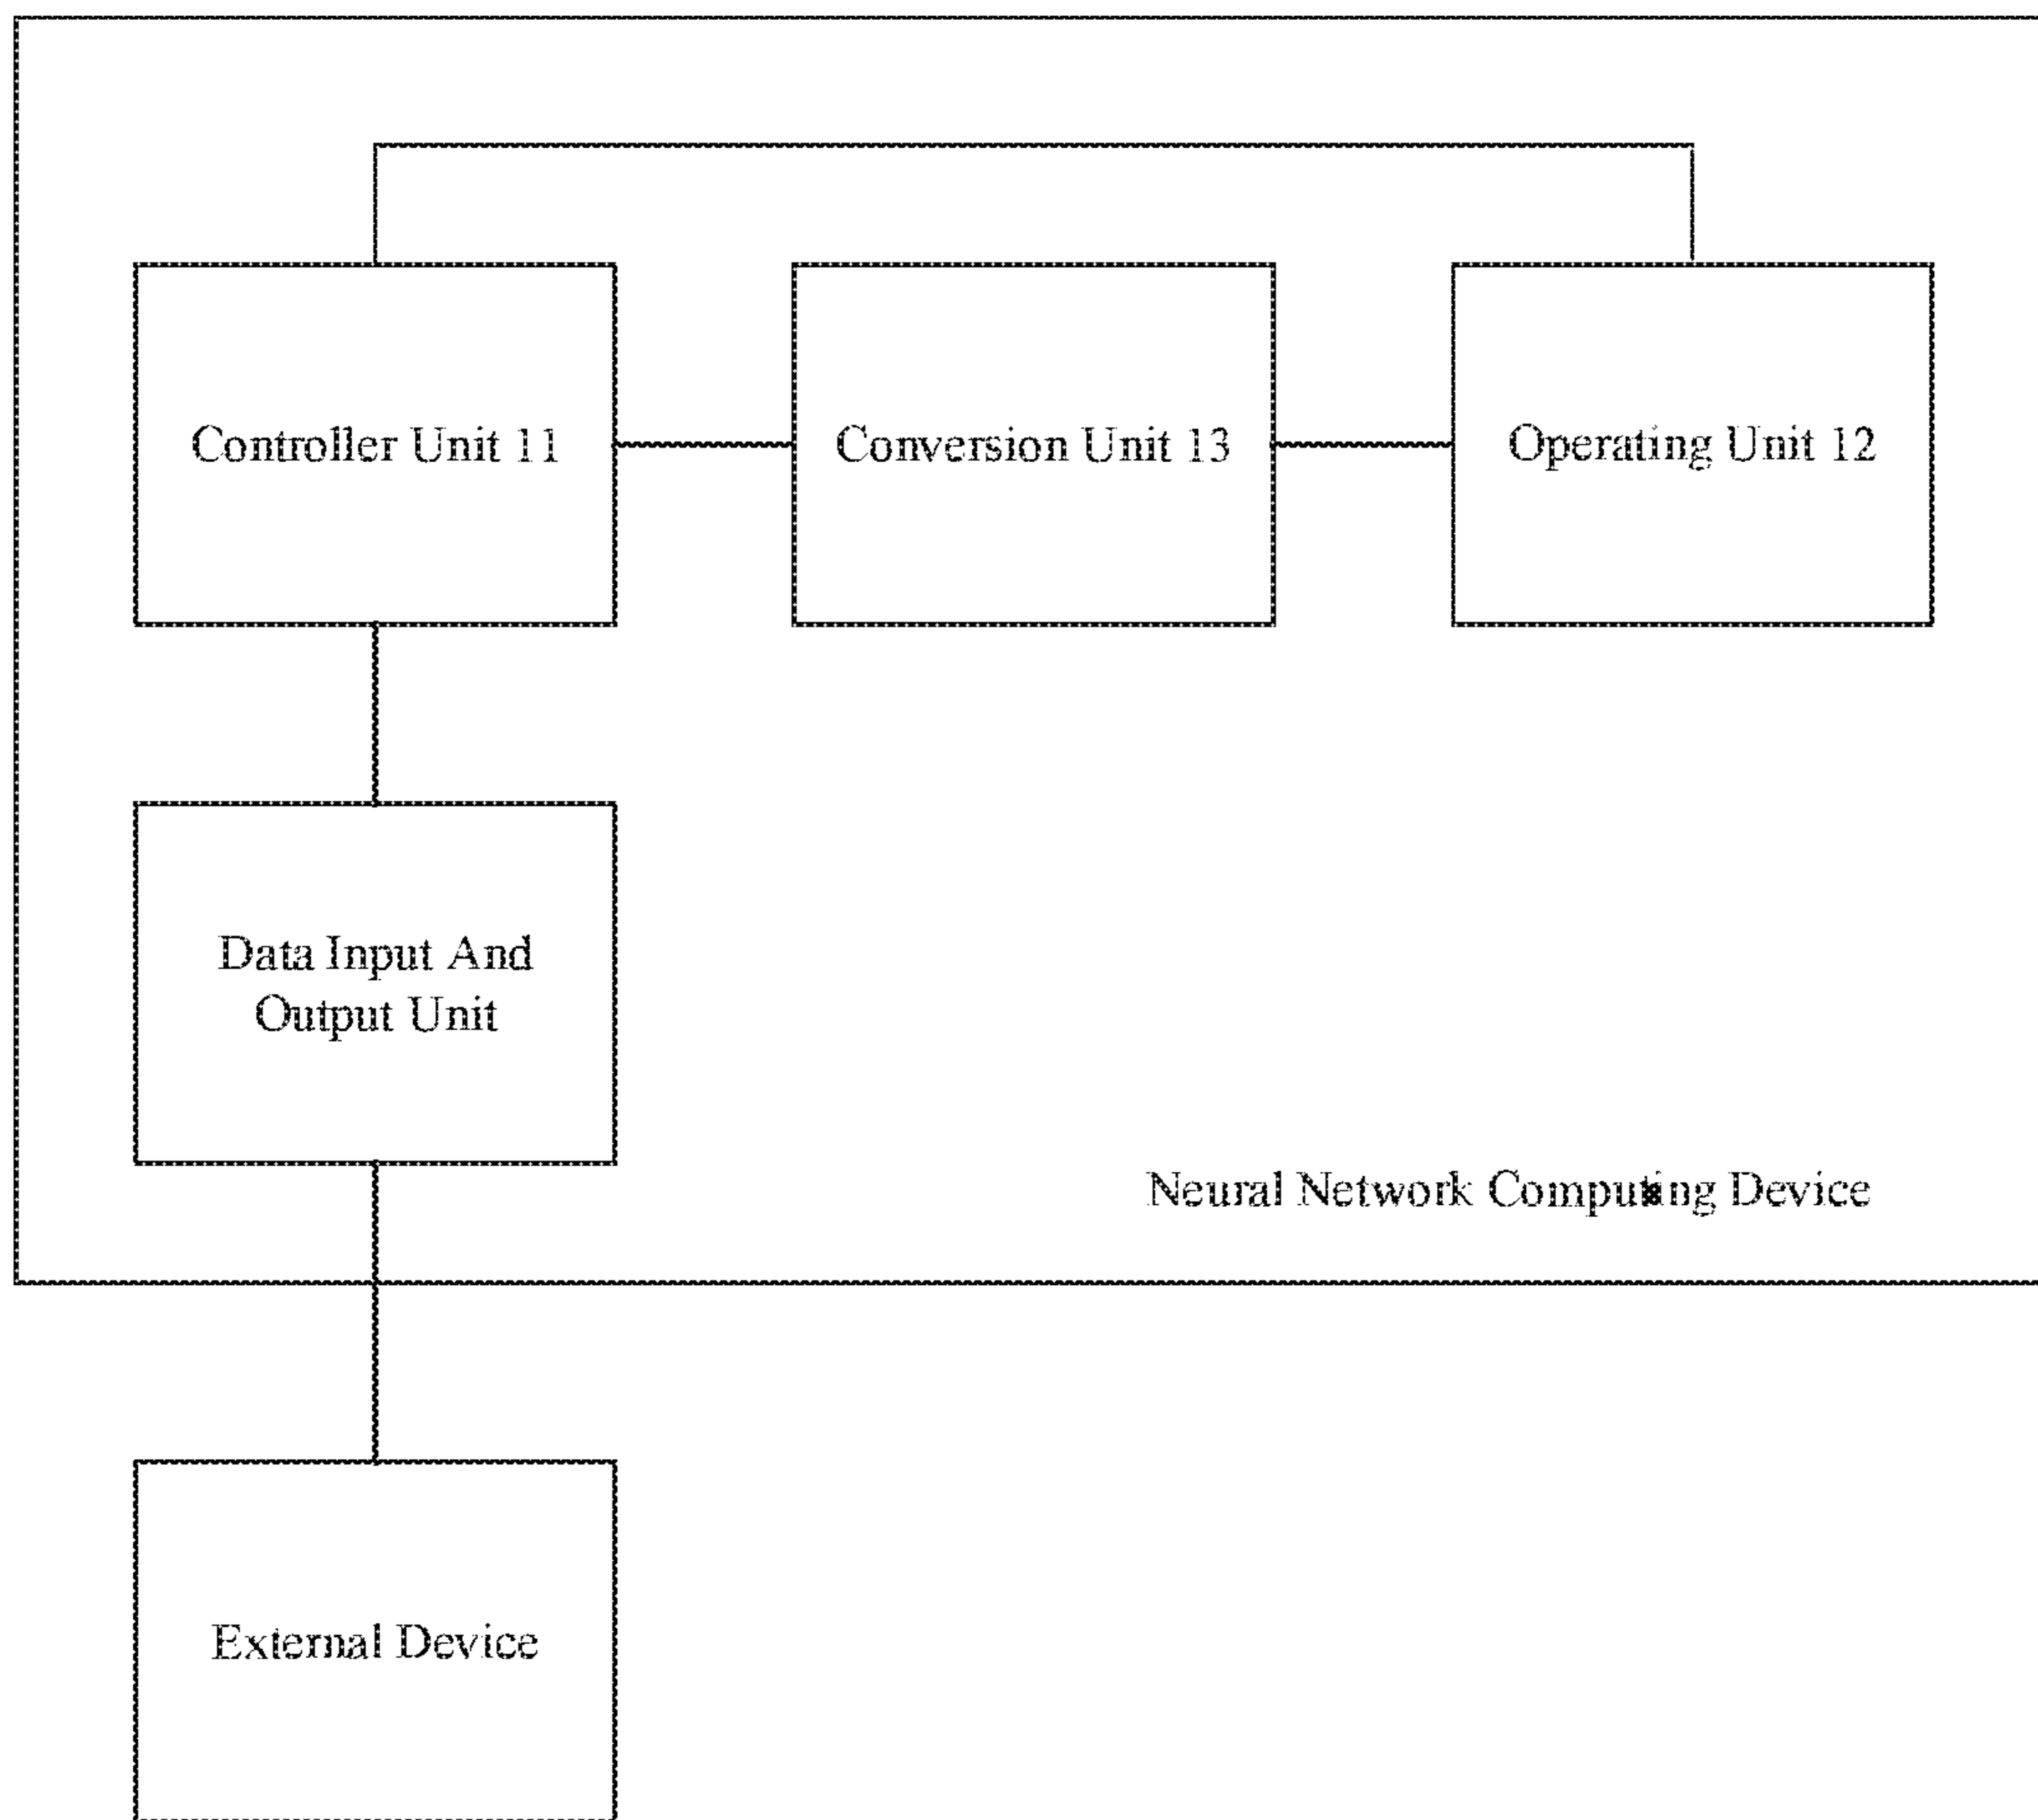 Controller Unit 11
Conversion Unit 13
Operating Unit 12
Data Input And
Output Unit
Neural Network Computing Device
External Device